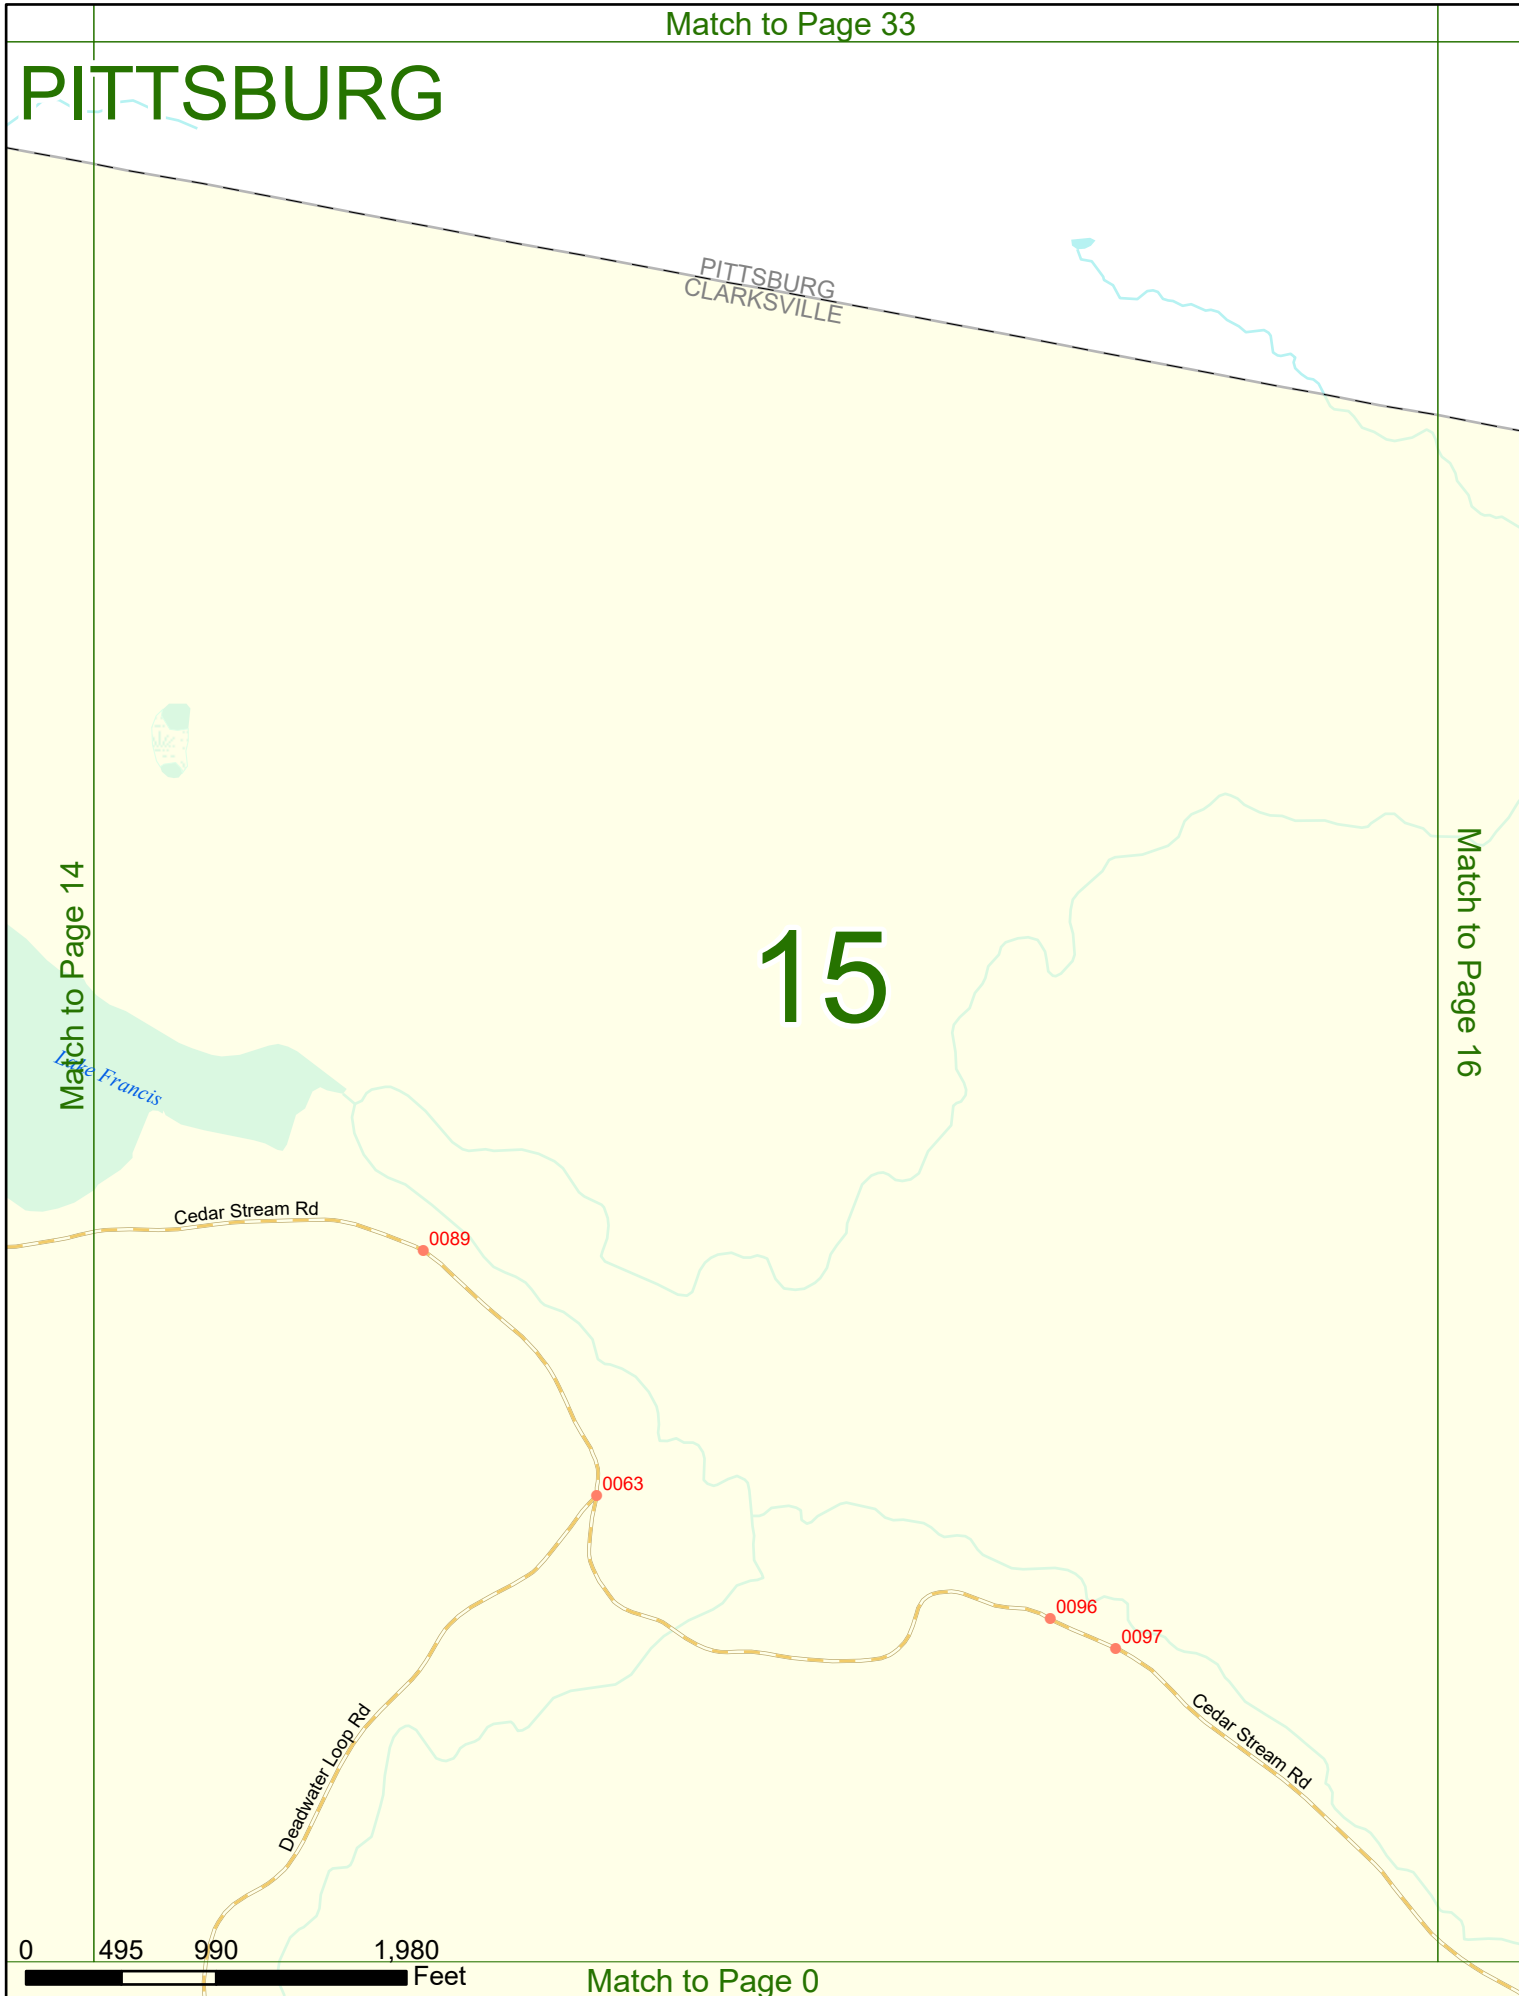 Match to Page 33
PITTSBURG
PITTSBURG
CLARKSVILLE
Match to Page 14
15
Match to Page 16
Lake Francis
Cedar Stream Rd
0089
0063
0096
0097
Cedar Stream Rd
Deadwater Loop Rd
0 495 990 1,980
Feet
Match to Page 0